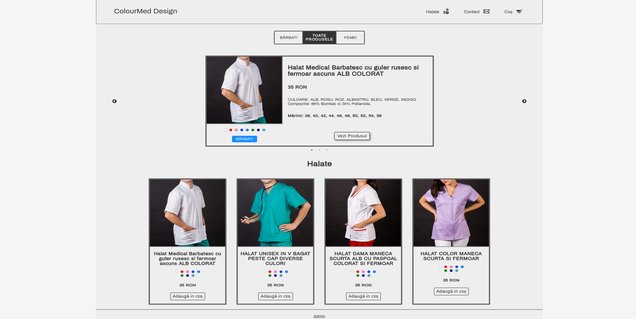 ColourMed Design
Halate
Contact
Coș
BĂRBAȚI
TOATE
PRODUSELE
FEMEI
Halat Medical Barbatesc cu guler rusesc si
fermoar ascuns ALB COLORAT
35 RON
CULOARE: ALB, ROSU, ROZ, ALBASTRU, BLEU, VERDE, INDIGO
Compozitie: 66% Bumbac si 34% Poliamida.
Mărimi: 38, 40, 42, 44, 46, 48, 50, 52, 54, 56
BĂRBAȚI
Vezi Produsul
Halate
Halat Medical Barbatesc cu
guler rusesc si fermoar
ascuns ALB COLORAT
35 RON
Adaugă in coș
HALAT UNISEX IN V BAGAT
PESTE CAP DIVERSE
CULORI
35 RON
Adaugă in coș
HALAT DAMA MANECA
SCURTA ALB CU PASPOAL
COLORAT SI FERMOAR
35 RON
Adaugă in coș
HALAT COLOR MANECA
SCURTA SI FERMOAR
35 RON
Adaugă in coș